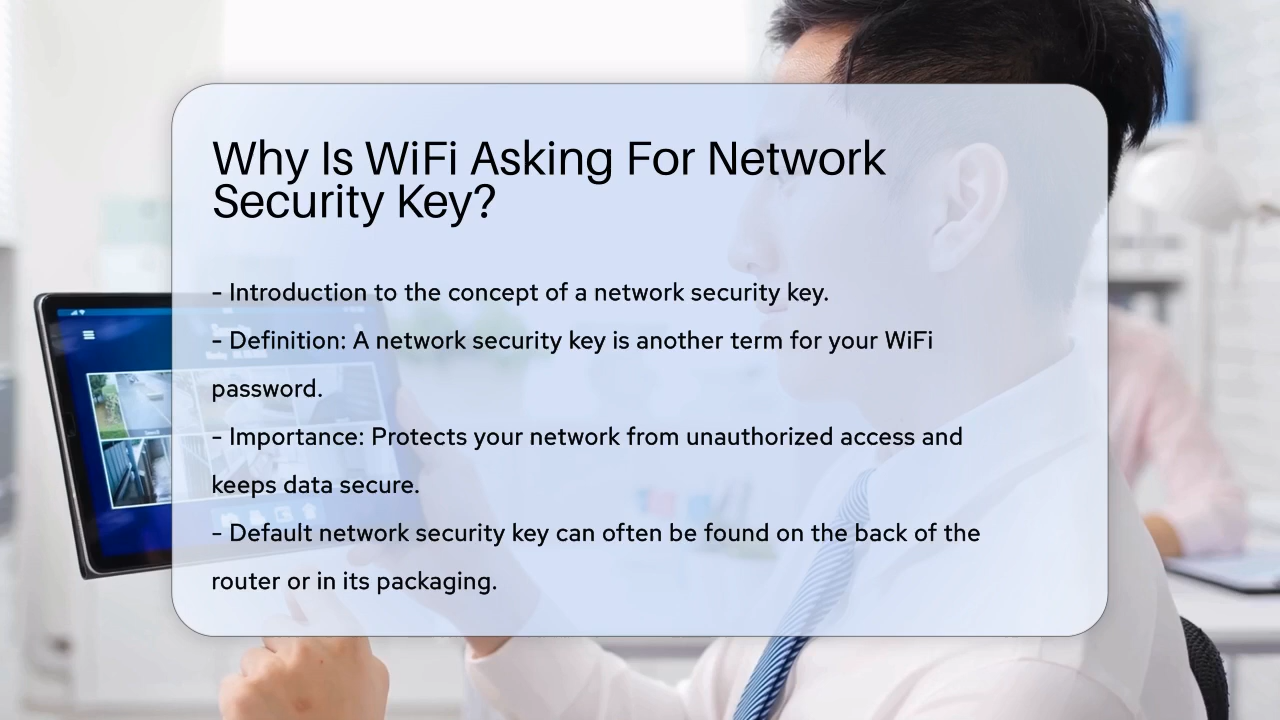 Why Is WiFi Asking For Network
Security Key?
- Introduction to the concept of a network security key.
- Definition: A network security key is another term for your WiFi
password.
- Importance: Protects your network from unauthorized access and
keeps data secure.
- Default network security key can often be found on the back of the
router or in its packaging.